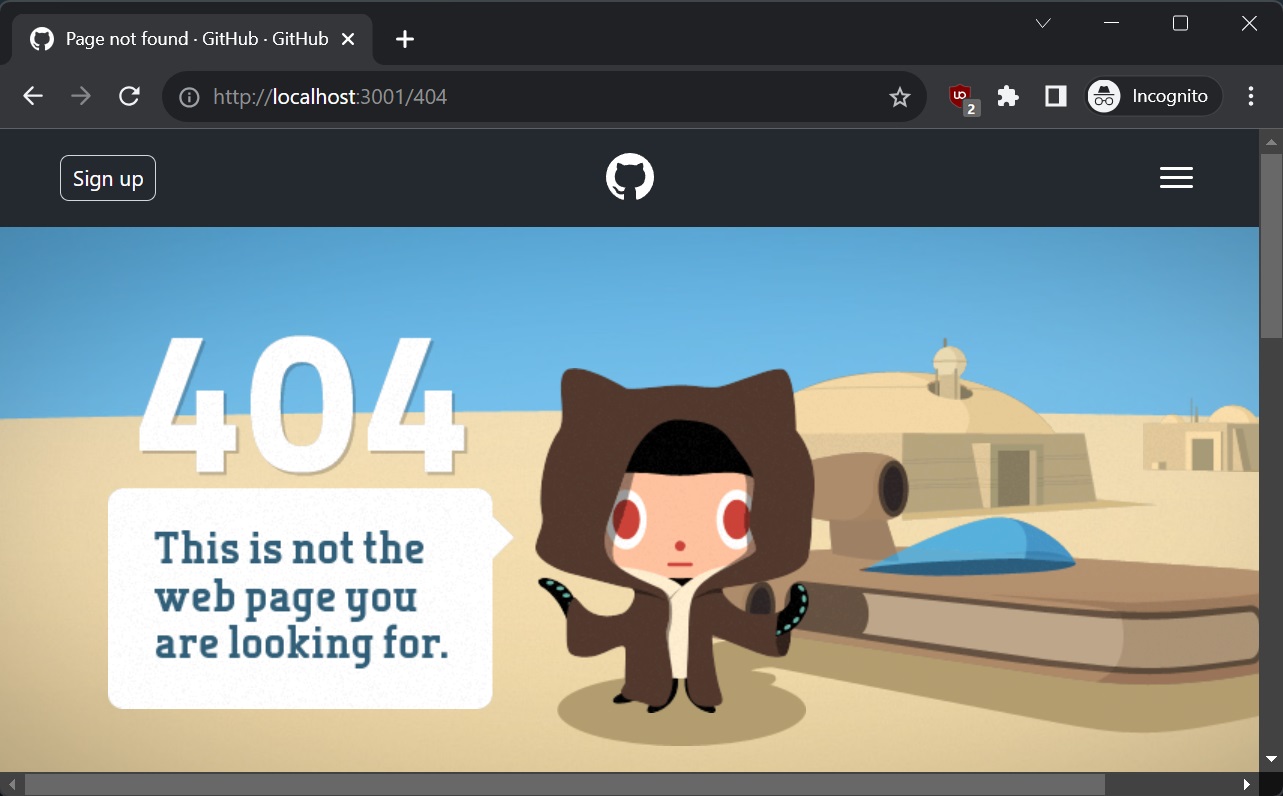 Page not found · GitHub · GitHub
http://localhost:3001/404
2
Incognito
Sign up
404
This is not the
web page you
are looking for.